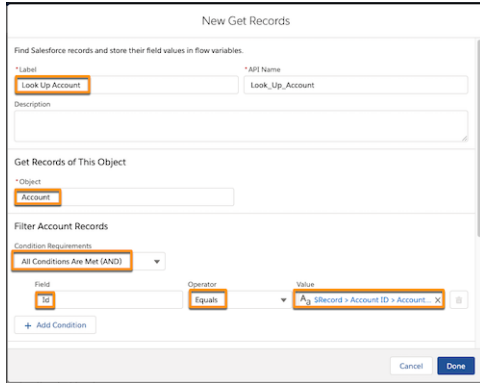 New Get Records
Find Salesforce records and store their field values in flow variables.
*Label
*API Name
Look Up Account
Look_Up_Account
Description
Get Records of This Object
*Object
Account
Filter Account Records
Condition Requirements
All Conditions Are Met (AND)
Field
Operator
Value
Id
Equals
Aa $Record > Account ID > Account... X
+ Add Condition
Cancel
Done